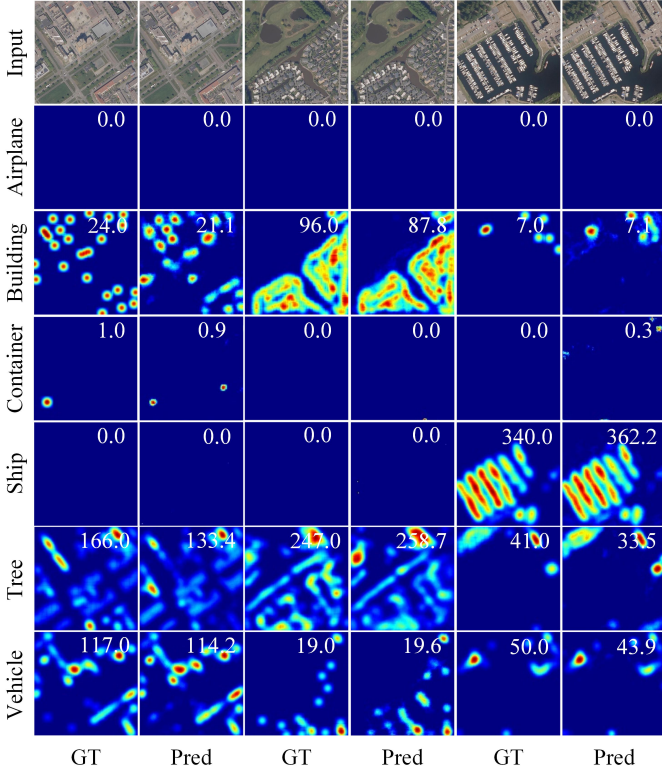 Input
Airplane 0.0 0.0 0.0 0.0 0.0 0.0
Building 24.0 21.1 96.0 87.8 7.0 7.1
Container 1.0 0.9 0.0 0.0 0.0 0.3
Ship 0.0 0.0 0.0 0.0 340.0 362.2
Tree 166.0 133.4 247.0 258.7 41.0 33.5
Vehicle 117.0 114.2 19.0 19.6 50.0 43.9
GT Pred GT Pred GT Pred